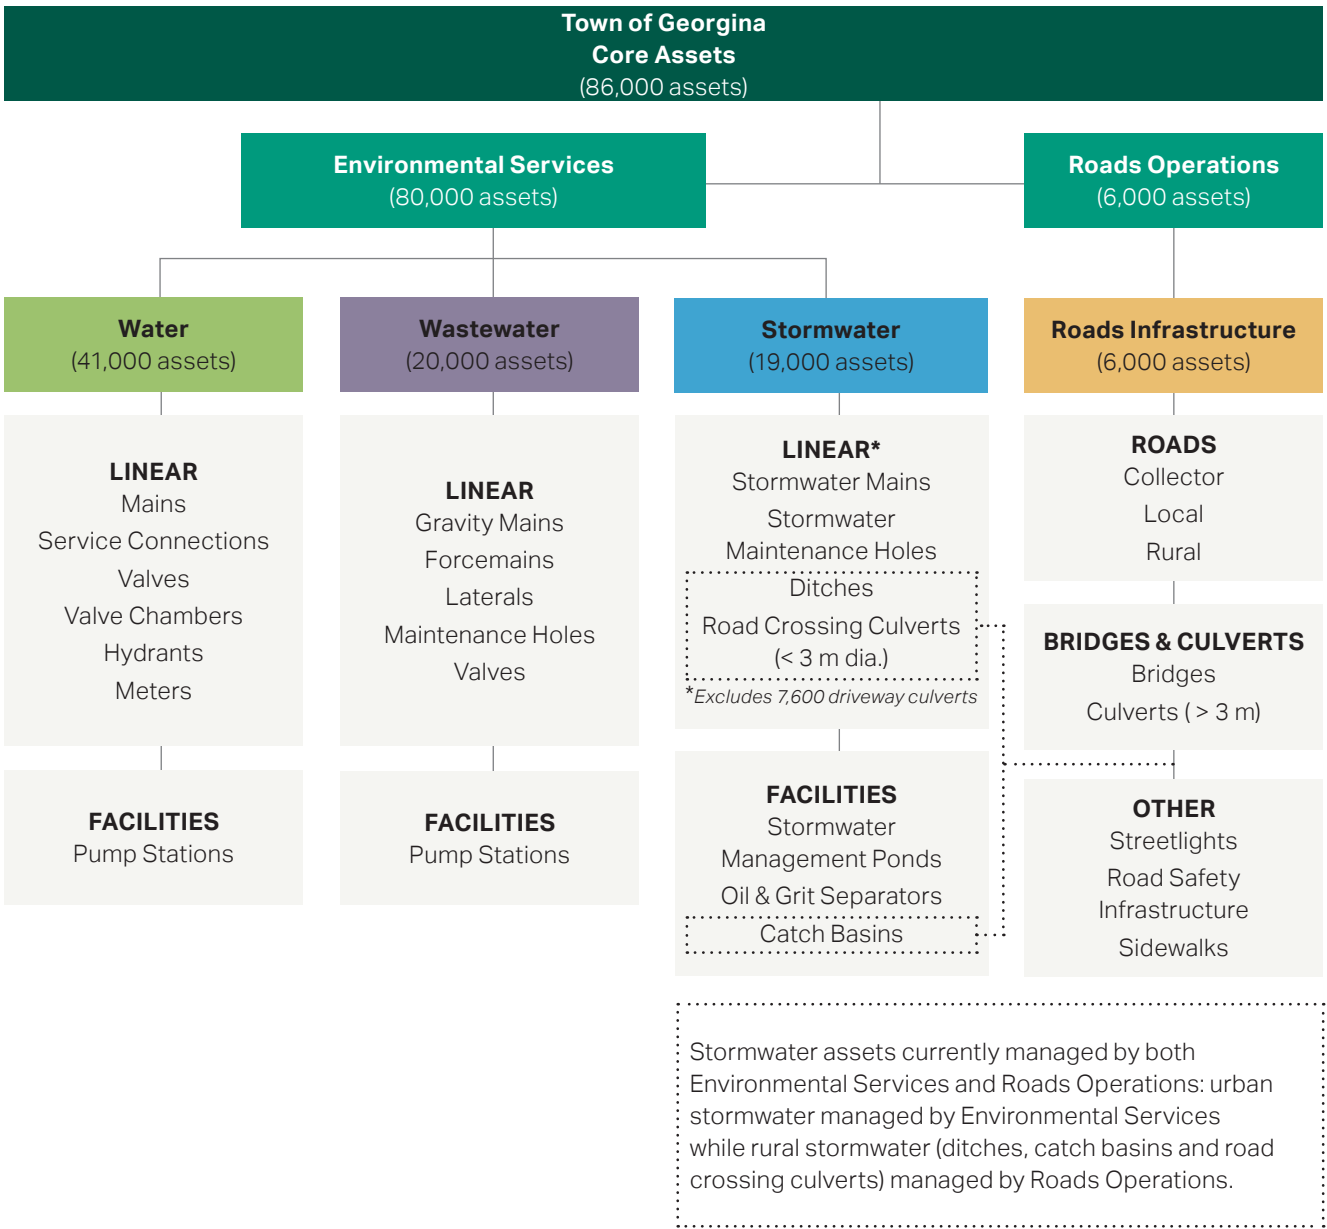 Town of Georgina
Core Assets
(86,000 assets)
Environmental Services
(80,000 assets)
Roads Operations
(6,000 assets)
Water
(41,000 assets)
Wastewater
(20,000 assets)
Stormwater
(19,000 assets)
Roads Infrastructure
(6,000 assets)
LINEAR
Mains
Service Connections
Valves
Valve Chambers
Hydrants
Meters
FACILITIES
Pump Stations
LINEAR
Gravity Mains
Forcemains
Laterals
Maintenance Holes
Valves
FACILITIES
Pump Stations
LINEAR*
Stormwater Mains
Stormwater
Maintenance Holes
Ditches
Road Crossing Culverts
(< 3 m dia.)
*Excludes 7,600 driveway culverts
FACILITIES
Stormwater
Management Ponds
Oil & Grit Separators
Catch Basins
ROADS
Collector
Local
Rural
BRIDGES & CULVERTS
Bridges
Culverts ( > 3 m)
OTHER
Streetlights
Road Safety
Infrastructure
Sidewalks
Stormwater assets currently managed by both
Environmental Services and Roads Operations: urban
stormwater managed by Environmental Services
while rural stormwater (ditches, catch basins and road
crossing culverts) managed by Roads Operations.